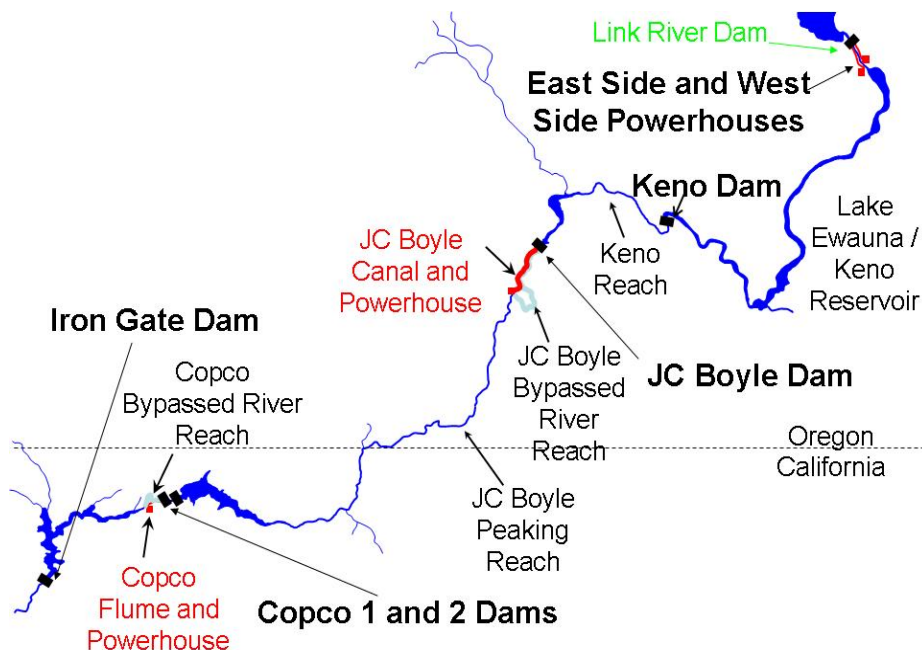 Link River Dam
East Side and West
Side Powerhouses
Keno Dam
Lake
Ewauna /
Keno
Reservoir
Keno
Reach
JC Boyle
Canal and
Powerhouse
Iron Gate Dam
Copco
Bypassed River
Reach
JC Boyle
Bypassed
River
Reach
JC Boyle Dam
Oregon
California
JC Boyle
Peaking
Reach
Copco
Flume and
Powerhouse
Copco 1 and 2 Dams